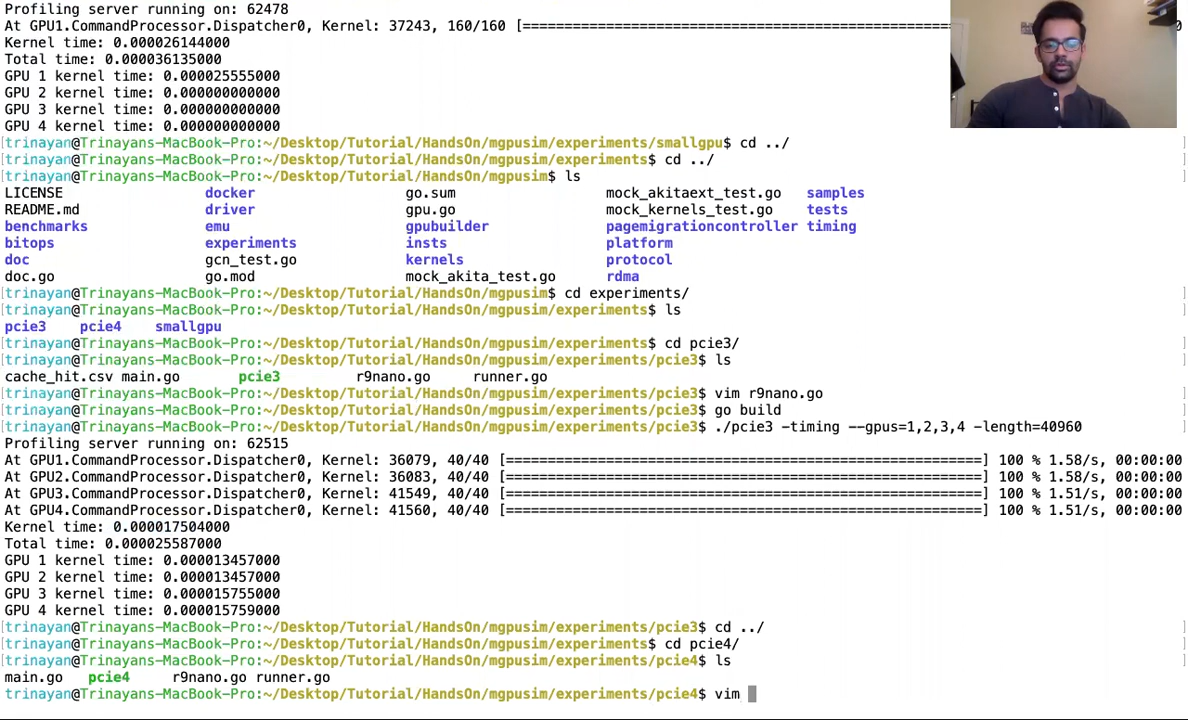 Profiling server running on: 62478
At GPU1.CommandProcessor.Dispatcher0, Kernel: 37243, 160/160 [===================================================
Kernel time: 0.000026144000
Total time: 0.000036135000
GPU 1 kernel time: 0.000025555000
GPU 2 kernel time: 0.000000000000
GPU 3 kernel time: 0.000000000000
GPU 4 kernel time: 0.000000000000
[trinayan@Trinayans-MacBook-Pro:~/Desktop/Tutorial/HandsOn/mgpusim/experiments/smallgpu$ cd ../ ]
[trinayan@Trinayans-MacBook-Pro:~/Desktop/Tutorial/HandsOn/mgpusim/experiments$ cd ../ ]
[trinayan@Trinayans-MacBook-Pro:~/Desktop/Tutorial/HandsOn/mgpusim$ ls ]
LICENSE docker go.sum mock_akitaext_test.go samples
README.md driver gpu.go mock_kernels_test.go tests
benchmarks emu gpubuilder pagemigrationcontroller timing
bitops experiments insts platform
doc gcn_test.go kernels protocol
doc.go go.mod mock_akita_test.go rdma
[trinayan@Trinayans-MacBook-Pro:~/Desktop/Tutorial/HandsOn/mgpusim$ cd experiments/ ]
[trinayan@Trinayans-MacBook-Pro:~/Desktop/Tutorial/HandsOn/mgpusim/experiments$ ls ]
pcie3 pcie4 smallgpu
[trinayan@Trinayans-MacBook-Pro:~/Desktop/Tutorial/HandsOn/mgpusim/experiments$ cd pcie3/ ]
[trinayan@Trinayans-MacBook-Pro:~/Desktop/Tutorial/HandsOn/mgpusim/experiments/pcie3$ ls ]
cache_hit.csv main.go pcie3 r9nano.go runner.go
[trinayan@Trinayans-MacBook-Pro:~/Desktop/Tutorial/HandsOn/mgpusim/experiments/pcie3$ vim r9nano.go ]
[trinayan@Trinayans-MacBook-Pro:~/Desktop/Tutorial/HandsOn/mgpusim/experiments/pcie3$ go build ]
[trinayan@Trinayans-MacBook-Pro:~/Desktop/Tutorial/HandsOn/mgpusim/experiments/pcie3$ ./pcie3 -timing --gpus=1,2,3,4 -length=40960 ]
Profiling server running on: 62515
At GPU1.CommandProcessor.Dispatcher0, Kernel: 36079, 40/40 [==========================================================] 100 % 1.58/s, 00:00:00
At GPU2.CommandProcessor.Dispatcher0, Kernel: 36083, 40/40 [==========================================================] 100 % 1.58/s, 00:00:00
At GPU3.CommandProcessor.Dispatcher0, Kernel: 41549, 40/40 [==========================================================] 100 % 1.51/s, 00:00:00
At GPU4.CommandProcessor.Dispatcher0, Kernel: 41560, 40/40 [==========================================================] 100 % 1.51/s, 00:00:00
Kernel time: 0.000017504000
Total time: 0.000025587000
GPU 1 kernel time: 0.000013457000
GPU 2 kernel time: 0.000013457000
GPU 3 kernel time: 0.000015755000
GPU 4 kernel time: 0.000015759000
[trinayan@Trinayans-MacBook-Pro:~/Desktop/Tutorial/HandsOn/mgpusim/experiments/pcie3$ cd ../ ]
[trinayan@Trinayans-MacBook-Pro:~/Desktop/Tutorial/HandsOn/mgpusim/experiments$ cd pcie4/ ]
[trinayan@Trinayans-MacBook-Pro:~/Desktop/Tutorial/HandsOn/mgpusim/experiments/pcie4$ ls ]
main.go pcie4 r9nano.go runner.go
trinayan@Trinayans-MacBook-Pro:~/Desktop/Tutorial/HandsOn/mgpusim/experiments/pcie4$ vim